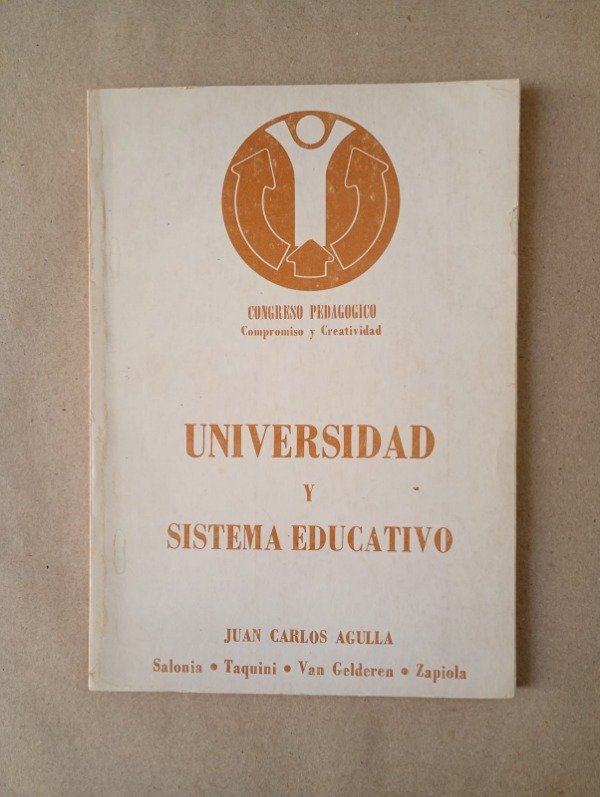 CONGRESO PEDAGOGICO
Compromiso y Creatividad
UNIVERSIDAD
Y
SISTEMA EDUCATIVO
JUAN CARLOS AGULLA
Salonia • Taquini • Van Gelderen • Zapiola